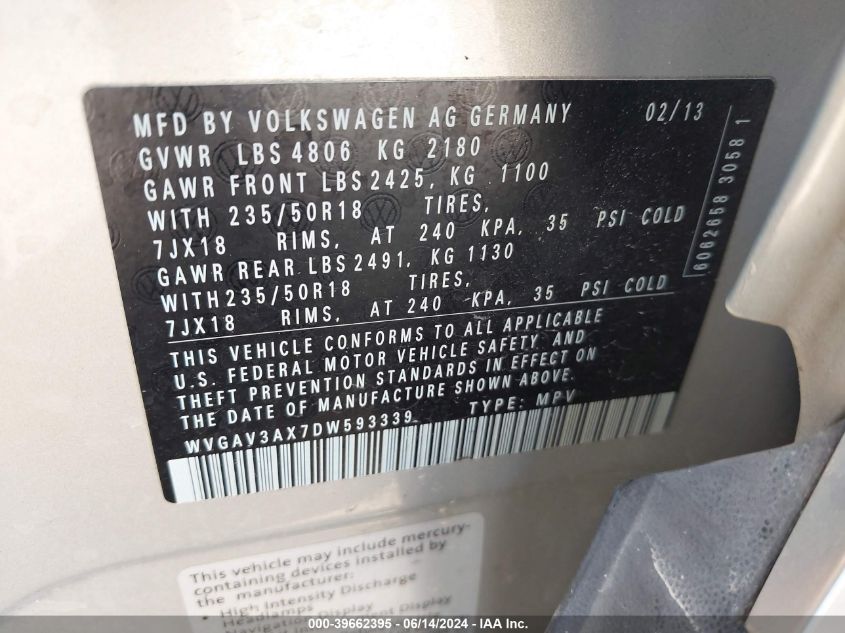 MFD BY VOLKSWAGEN AG GERMANY 02/13
GVWR LBS 4806 KG 2180
GAWR FRONT LBS 2425, KG 1100
WITH 235/50R18 TIRES,
7JX18 RIMS, AT 240 KPA, 35 PSI COLD
GAWR REAR LBS 2491, KG 1130
WITH 235/50R18 TIRES,
7JX18 RIMS, AT 240 KPA, 35 PSI COLD
THIS VEHICLE CONFORMS TO ALL APPLICABLE
U.S. FEDERAL MOTOR VEHICLE SAFETY AND
THEFT PREVENTION STANDARDS IN EFFECT ON
THE DATE OF MANUFACTURE SHOWN ABOVE.
WVGAV3AX7DW593339 TYPE: MPV
6062658 3058 1
This vehicle may include mercury-
containing devices installed by
the manufacturer:
• High Intensity Discharge
Headlamps
Navigation Display
Display
000-39662395 - 06/14/2024 - IAA Inc.